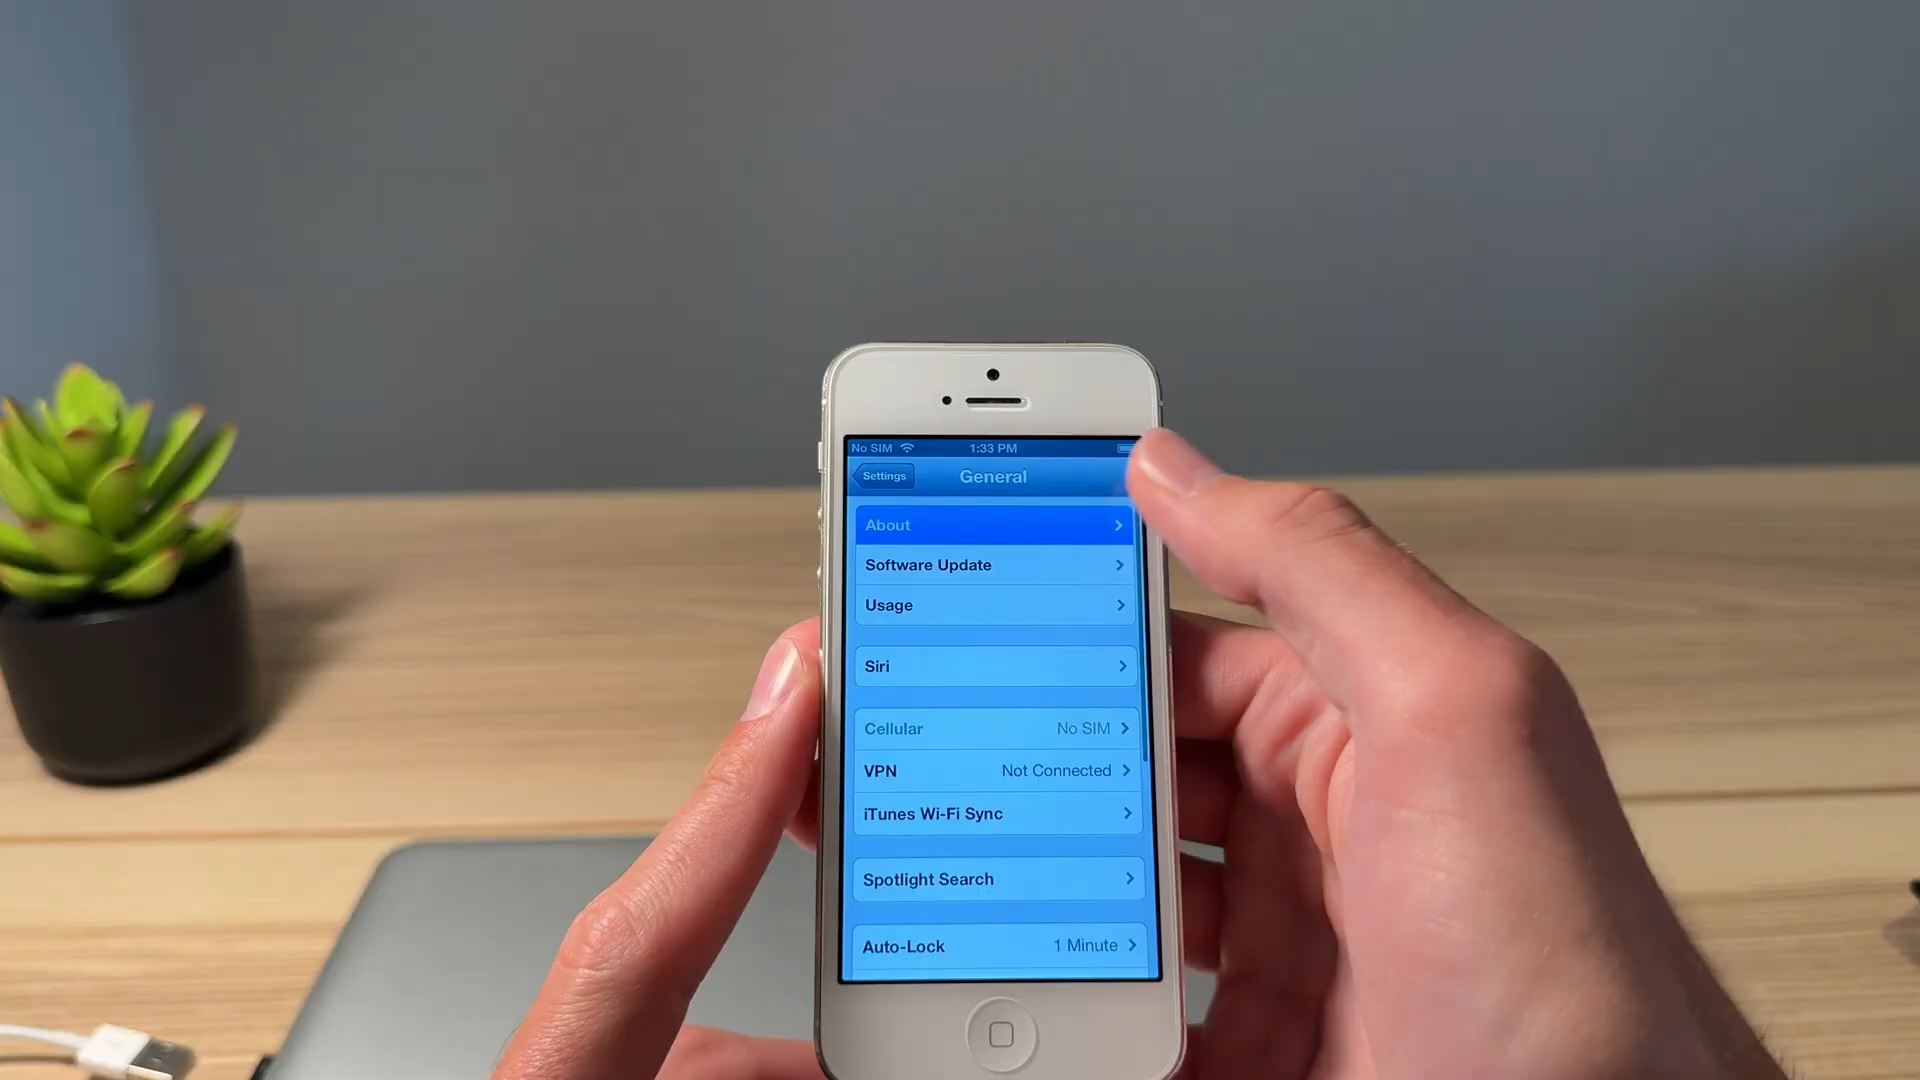 No SIM 1:33 PM
Settings General
About
Software Update
Usage
Siri
Cellular No SIM
VPN Not Connected
iTunes Wi-Fi Sync
Spotlight Search
Auto-Lock 1 Minute